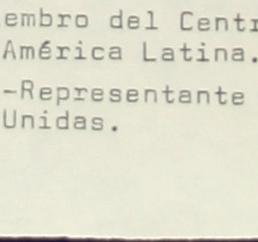 embro del Centr
América Latina.
-Representante
Unidas.